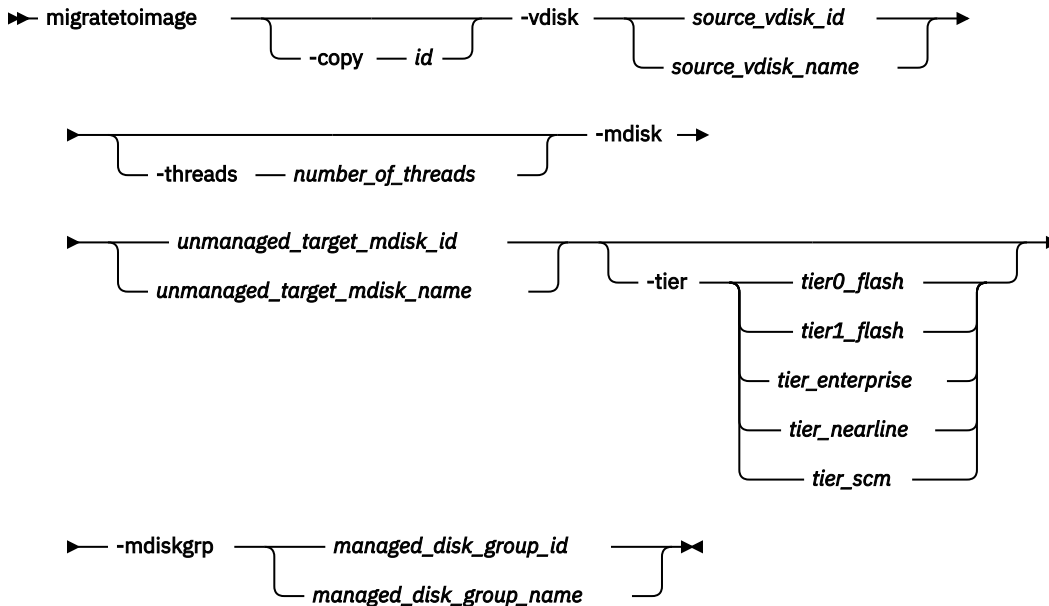 migratetoimage -vdisk source_vdisk_id
-copy id source_vdisk_name
-mdisk
-threads number_of_threads
unmanaged_target_mdisk_id
unmanaged_target_mdisk_name -tier tier0_flash
tier1_flash
tier_enterprise
tier_nearline
tier_scm
-mdiskgrp managed_disk_group_id
managed_disk_group_name